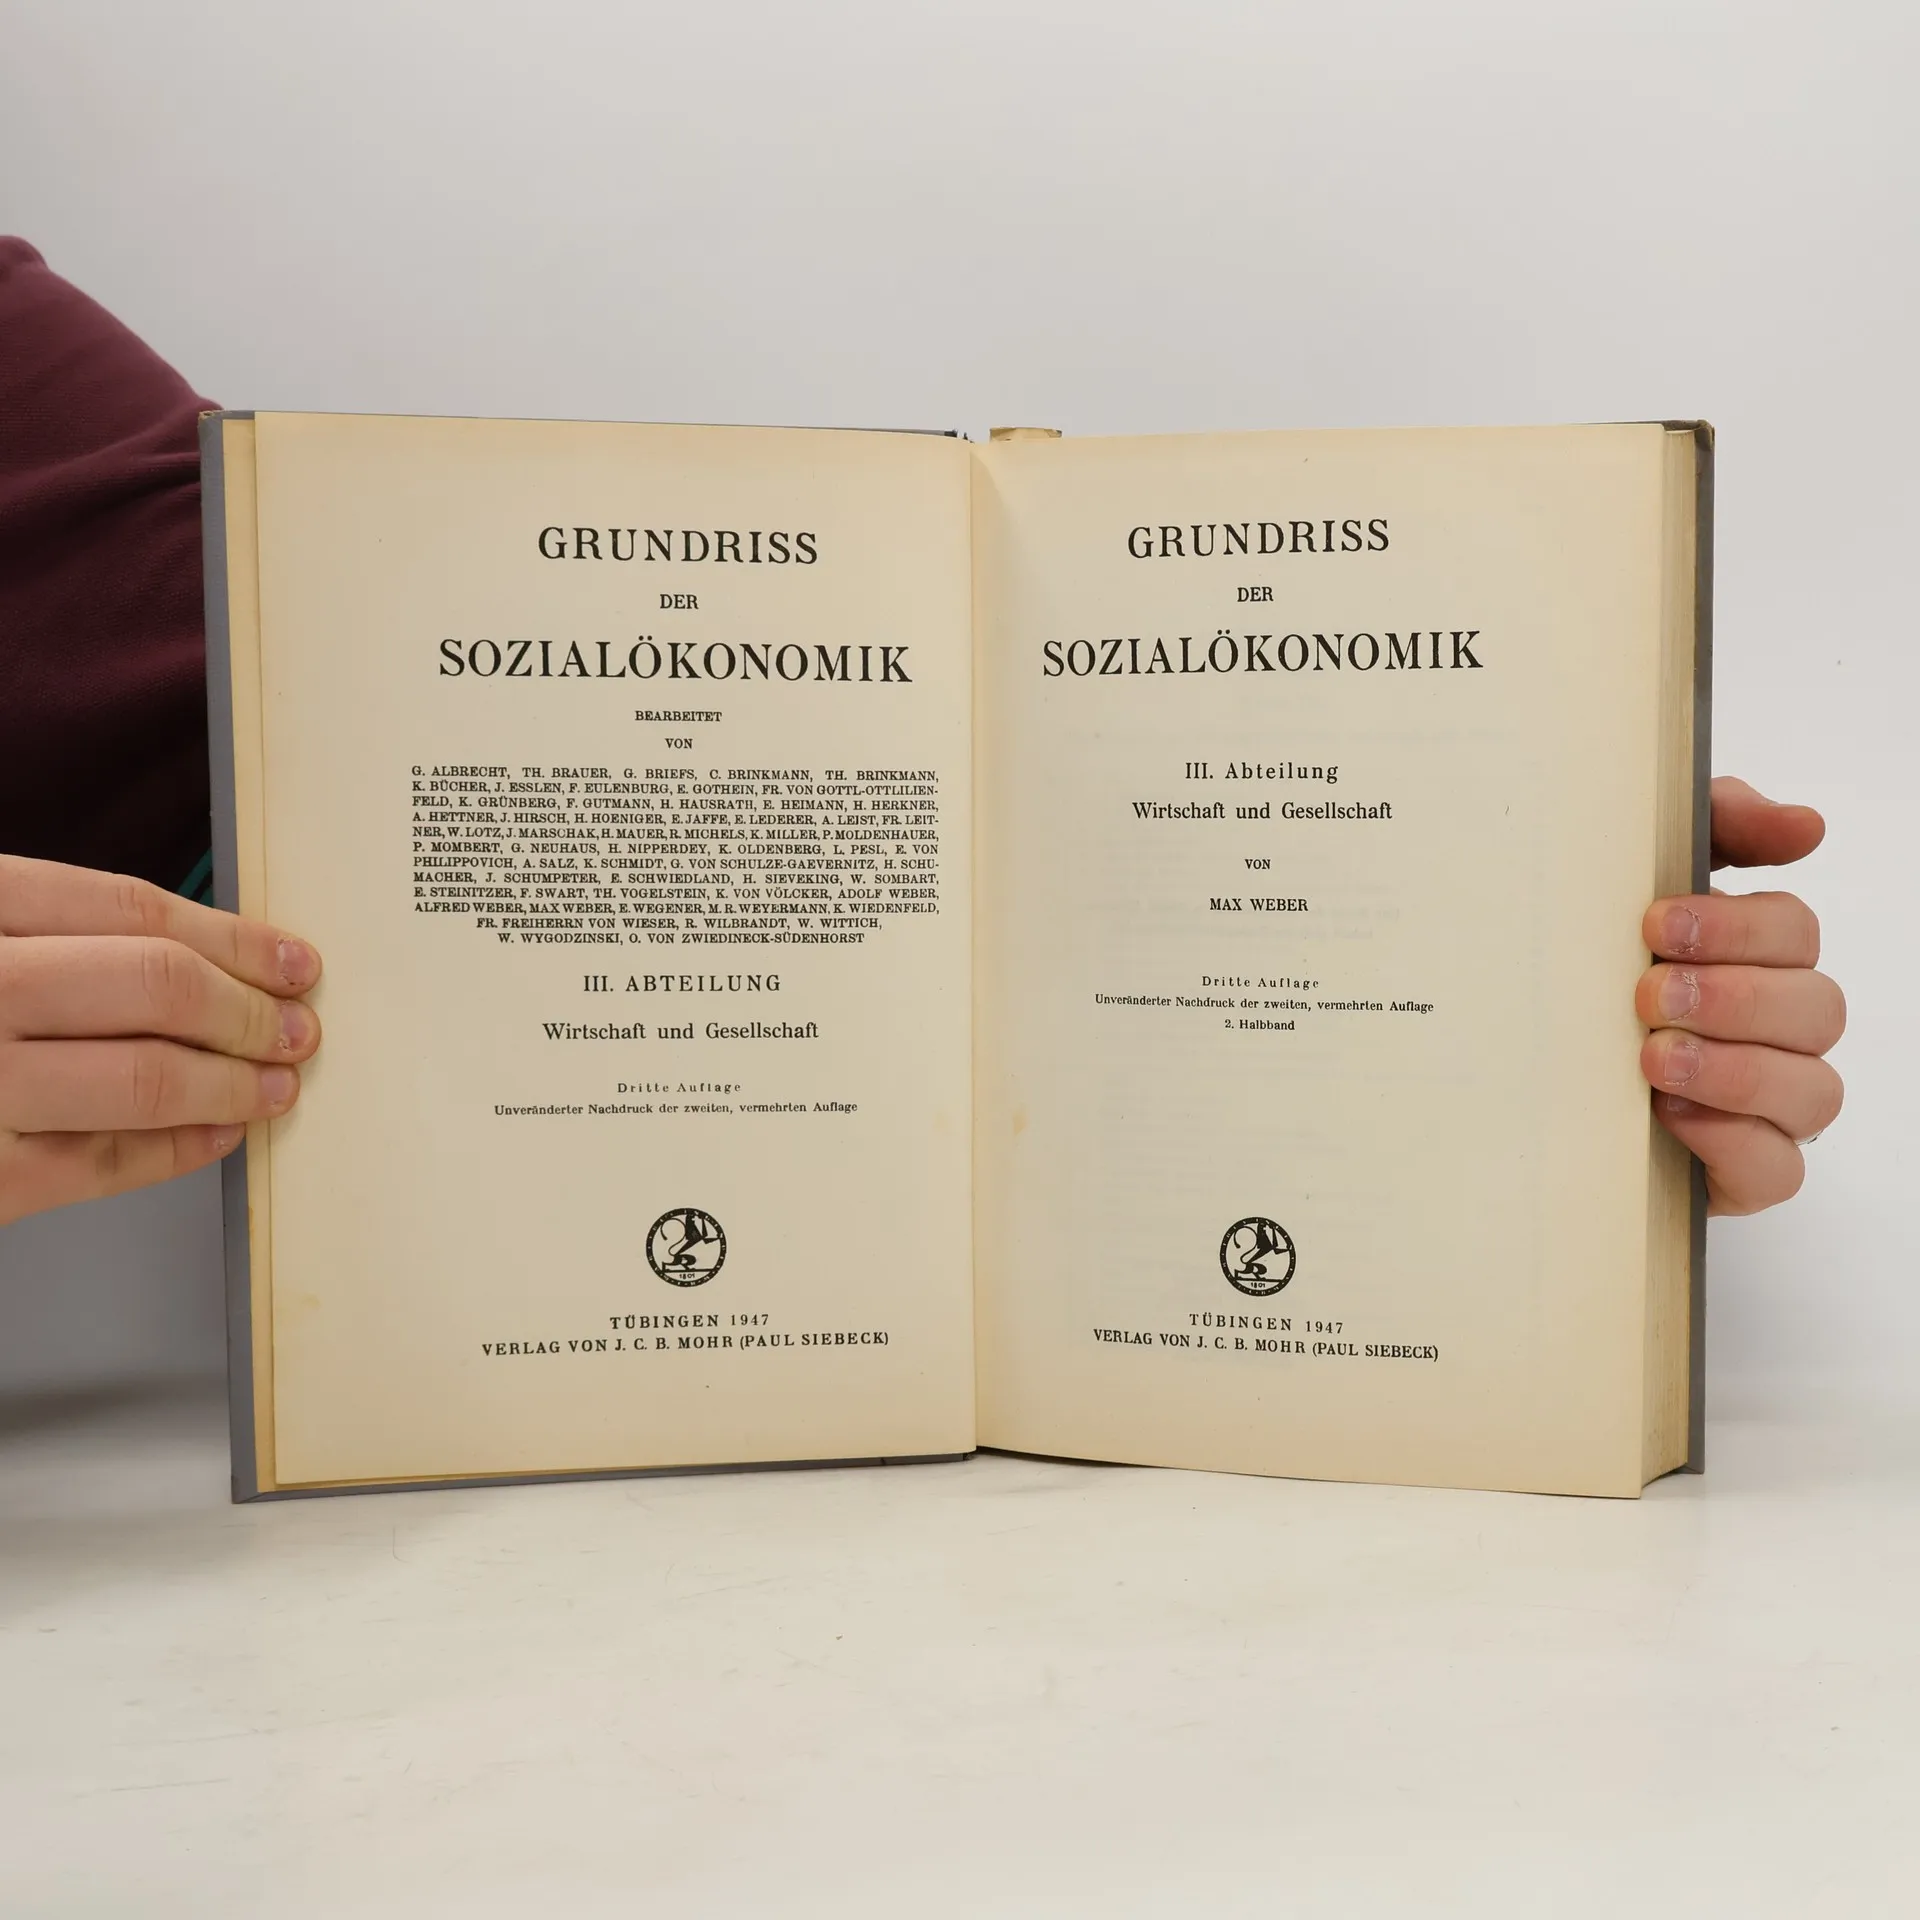 GRUNDRISS
DER
SOZIALÖKONOMIK
BEARBEITET
VON
G. ALBRECHT, TH. BRAUER, G. BRIEFS, C. BRINKMANN, TH. BRINKMANN,
K. BÜCHER, J. ESSLEN, F. EULENBURG, E. GOTHEIN, FR. VON GOTTL-OTTLILIEN-
FELD, K. GRÜNBERG, F. GUTMANN, H. HAUSRATH, E. HEIMANN, H. HERKNER,
A. HETTNER, J. HIRSCH, H. HOENIGER, E. JAFFE, E. LEDERER, A. LEIST, FR. LEIT-
NER, W. LOTZ, J. MARSCHAK, H. MAUER, R. MICHELS, K. MILLER, P. MOLDENHAUER,
P. MOMBERT, G. NEUHAUS, H. NIPPERDEY, K. OLDENBERG, L. PESL, E. VON
PHILIPPOVICH, A. SALZ, K. SCHMIDT, G. VON SCHULZE-GAEVERNITZ, H. SCHU-
MACHER, J. SCHUMPETER, E. SCHWIEDLAND, H. SIEVEKING, W. SOMBART,
E. STEINITZER, F. SWART, TH. VOGELSTEIN, K. VON VÖLCKER, ADOLF WEBER,
ALFRED WEBER, MAX WEBER, E. WEGENER, M. R. WEYERMANN, K. WIEDENFELD,
FR. FREIHERRN VON WIESER, R. WILBRANDT, W. WITTICH,
W. WYGODZINSKI, O. VON ZWIEDINECK-SÜDENHORST
III. ABTEILUNG
Wirtschaft und Gesellschaft
Dritte Auflage
Unveränderter Nachdruck der zweiten, vermehrten Auflage
1801
TÜBINGEN 1947
VERLAG VON J. C. B. MOHR (PAUL SIEBECK)
GRUNDRISS
DER
SOZIALÖKONOMIK
III. Abteilung
Wirtschaft und Gesellschaft
VON
MAX WEBER
Dritte Auflage
Unveränderter Nachdruck der zweiten, vermehrten Auflage
2. Halbband
1801
TÜBINGEN 1947
VERLAG VON J. C. B. MOHR (PAUL SIEBECK)